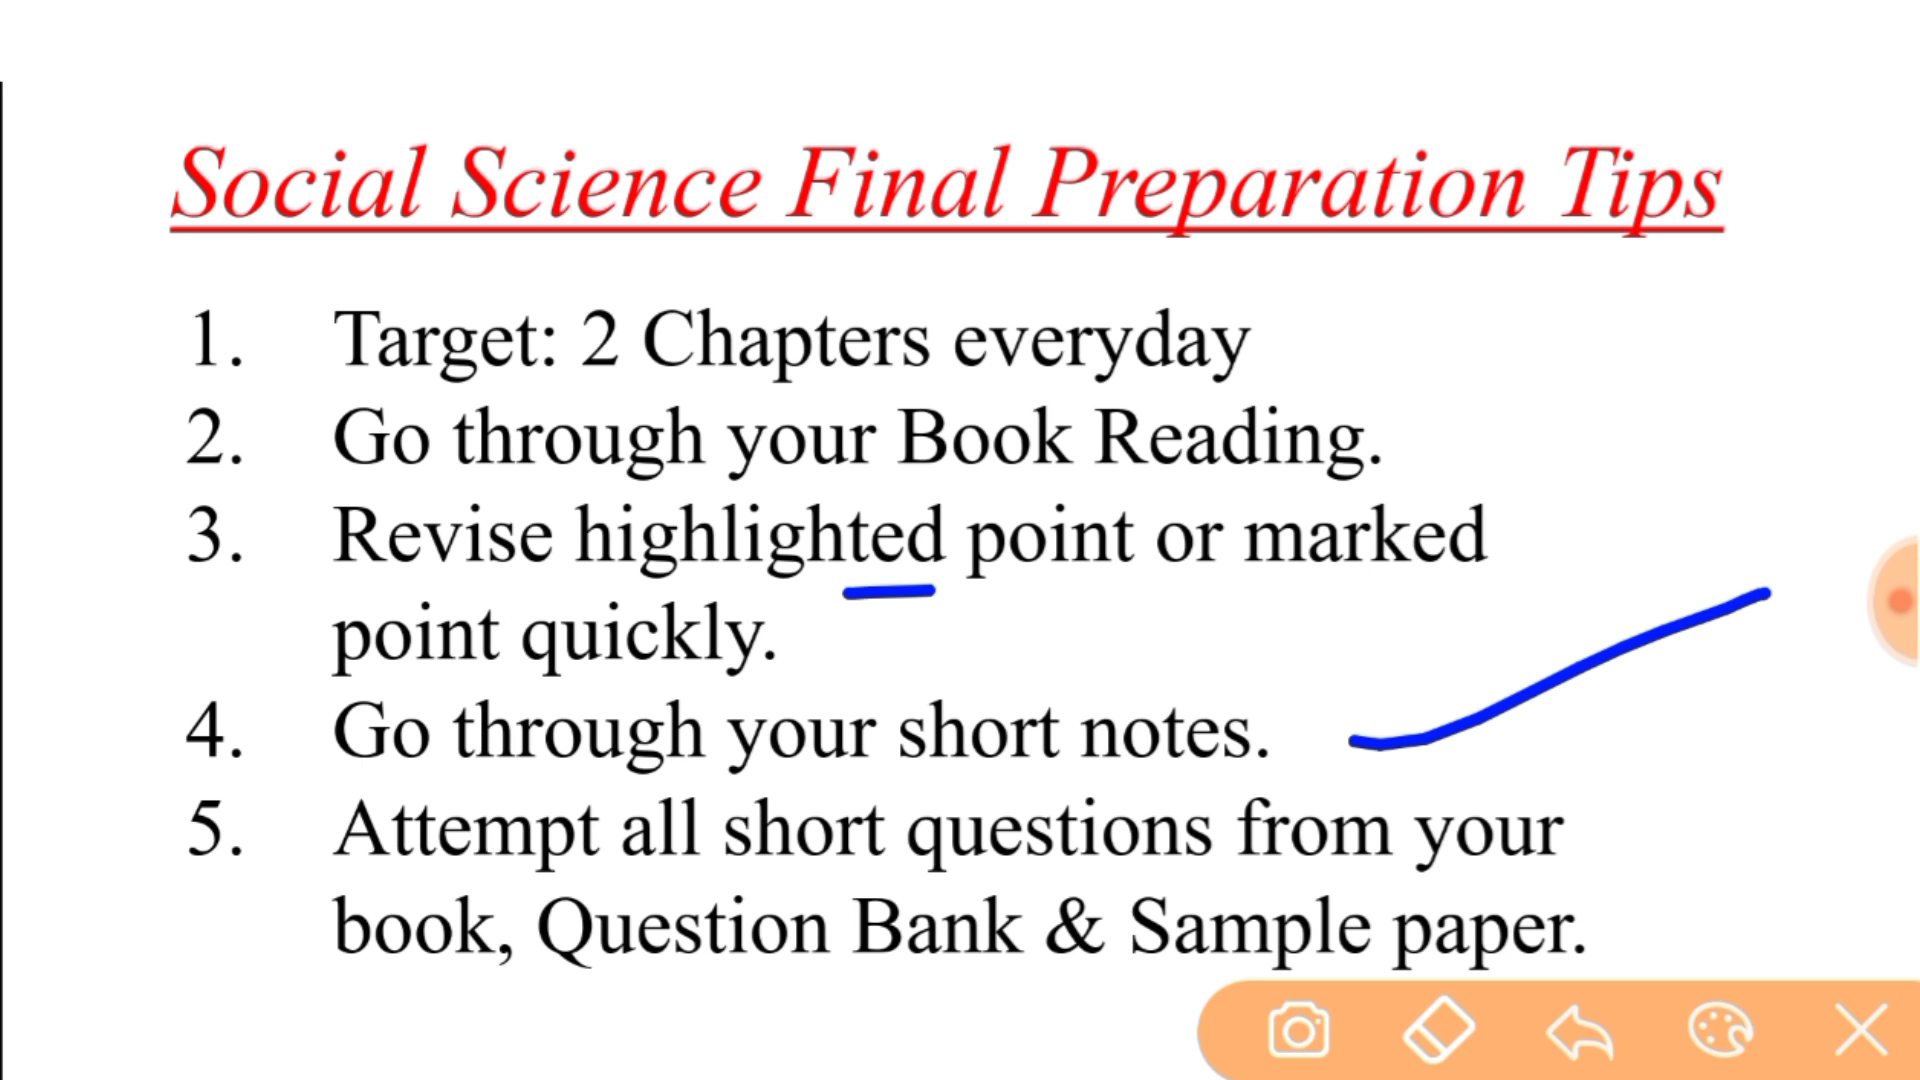 Social Science Final Preparation Tips
1. Target: 2 Chapters everyday
2. Go through your Book Reading.
3. Revise highlighted point or marked
point quickly.
4. Go through your short notes.
5. Attempt all short questions from your
book, Question Bank & Sample paper.